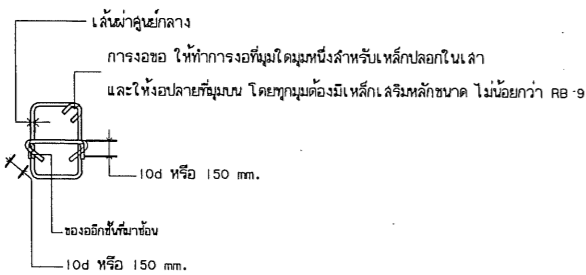 เส้นผ่าศูนย์กลาง
การงอขอ ให้ทำการงอที่มุมใดมุมหนึ่งสำหรับเหล็กปลอกในเสา
และให้งอปลายที่มุมบน โดยทุกมุมต้องมีเหล็กเสริมหลักขนาด ไม่น้อยกว่า RB-9
10d หรือ 150 mm.
ของออีกชั้นที่มาซ้อน
10d หรือ 150 mm.